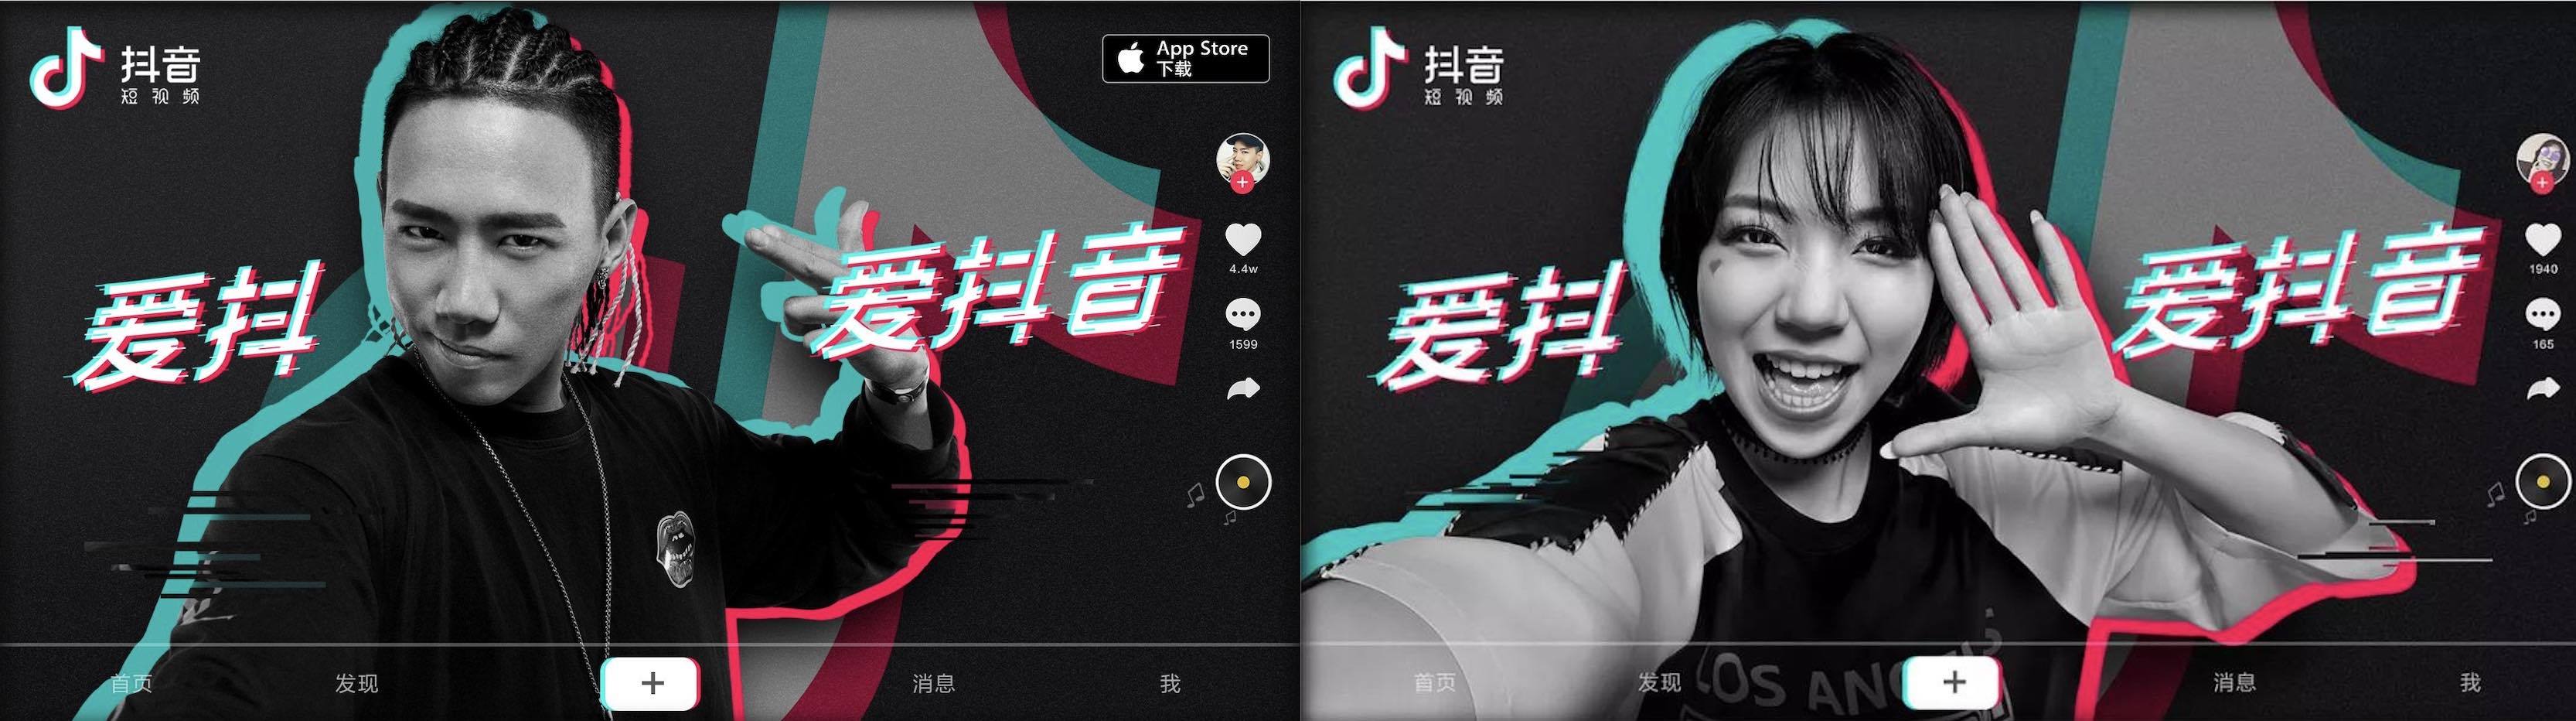 抖音
短视频
App Store
下载
爱抖
爱抖音
4.4w
1599
首页
发现
+
消息
我
抖音
短视频
爱抖
爱抖音
1940
165
LOS AN
首页
发现
+
消息
我